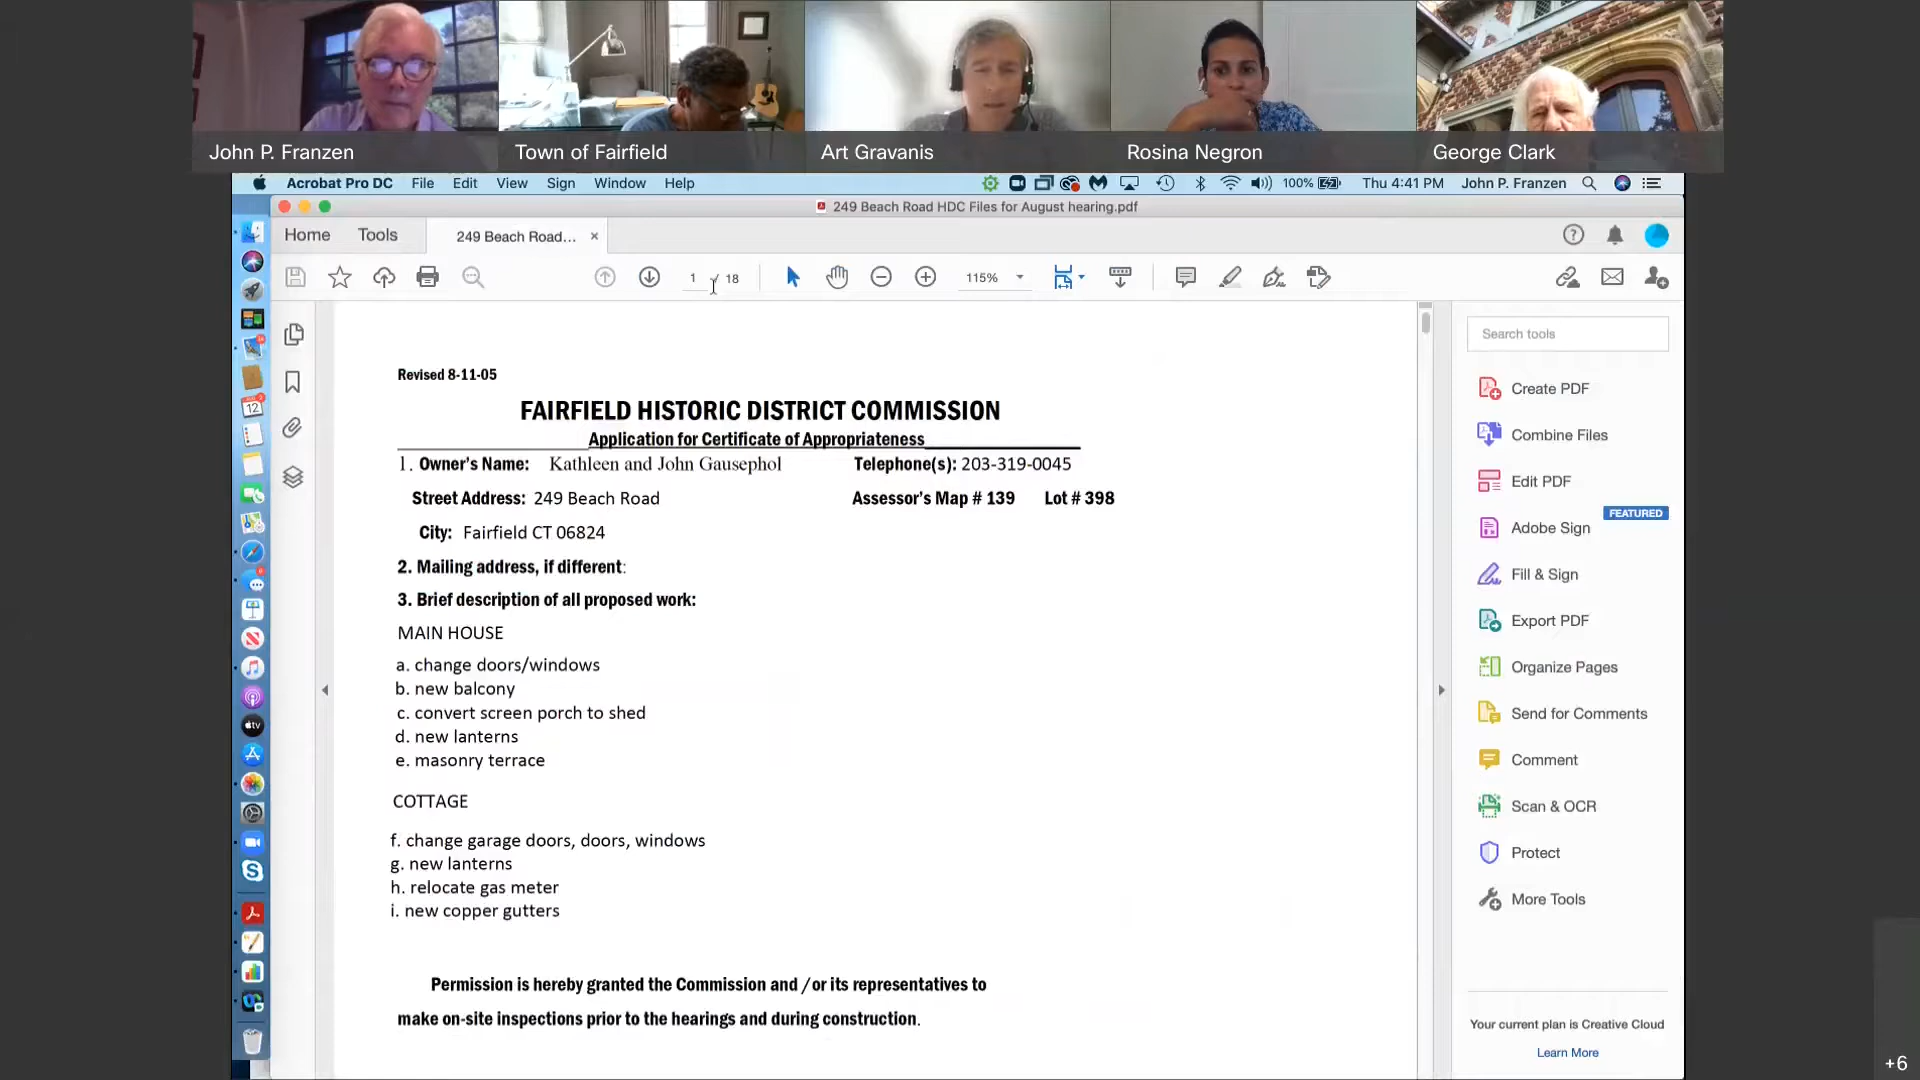 John P. Franzen
Town of Fairfield
Art Gravanis
Rosina Negron
George Clark
Acrobat Pro DC File Edit View Sign Window Help 100% Thu 4:41 PM John P. Franzen
249 Beach Road HDC Files for August hearing.pdf
Home Tools 249 Beach Road... ×
1 / 18 115%
Search tools
Create PDF
Combine Files
Edit PDF
FEATURED
Adobe Sign
Fill & Sign
Export PDF
Organize Pages
Send for Comments
Comment
Scan & OCR
Protect
More Tools
Your current plan is Creative Cloud
Learn More
Revised 8-11-05
FAIRFIELD HISTORIC DISTRICT COMMISSION
Application for Certificate of Appropriateness
1. Owner's Name: Kathleen and John Gausephol Telephone(s): 203-319-0045
Street Address: 249 Beach Road Assessor's Map # 139 Lot # 398
City: Fairfield CT 06824
2. Mailing address, if different:
3. Brief description of all proposed work:
MAIN HOUSE
a. change doors/windows
b. new balcony
c. convert screen porch to shed
d. new lanterns
e. masonry terrace
COTTAGE
f. change garage doors, doors, windows
g. new lanterns
h. relocate gas meter
i. new copper gutters
Permission is hereby granted the Commission and /or its representatives to
make on-site inspections prior to the hearings and during construction.
12
tv
+6